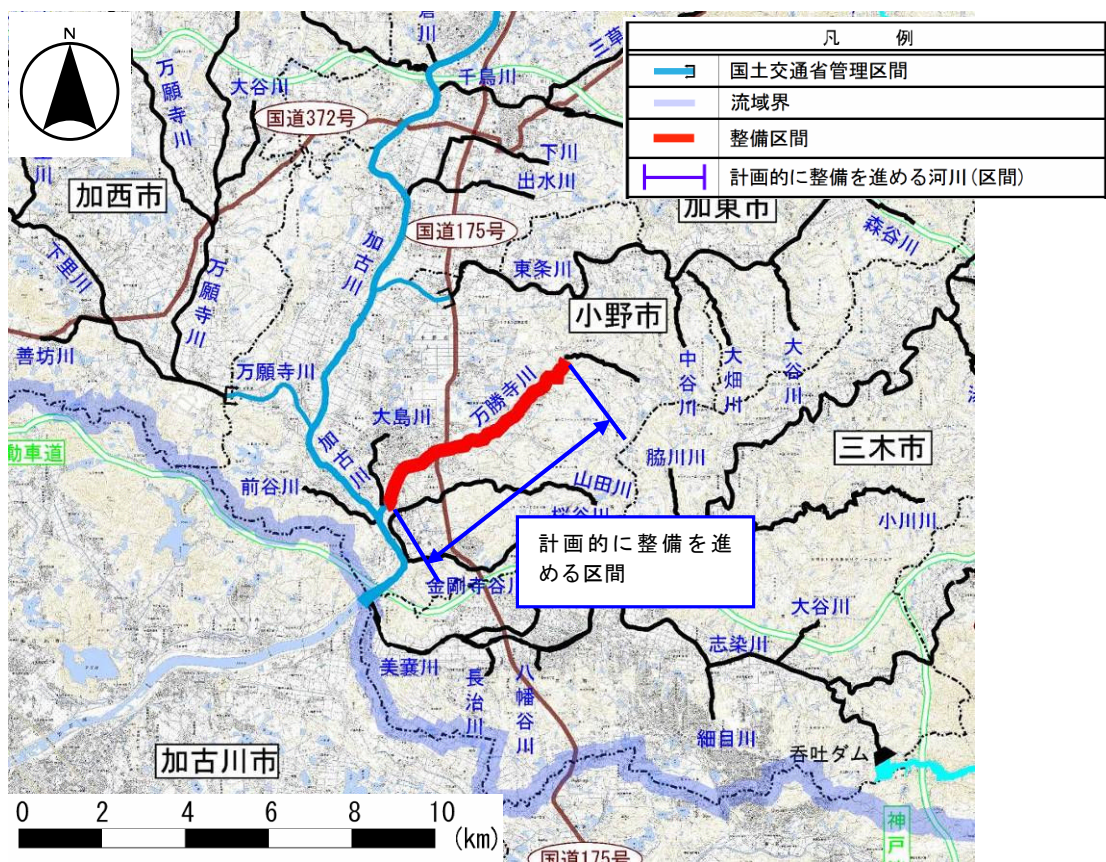 N
凡 例
国土交通省管理区間
流域界
整備区間
計画的に整備を進める河川(区間)
万願寺川
大谷川
千鳥川
三草
国道372号
下川
出水川
加西市
加東市
国道175号
森谷川
下里川
万願寺川
加古川
東条川
小野市
善坊川
万願寺川
万勝寺川
中谷川
大畑川
大谷川
大島川
加古川
三木市
動車道
前谷川
脇川川
山田川
桜谷川
小川川
計画的に整備を進
める区間
金剛寺谷川
大谷川
志染川
美嚢川
長治川
八幡谷川
細目川
呑吐ダム
加古川市
0 2 4 6 8 10
(km)
神戸
国道175号